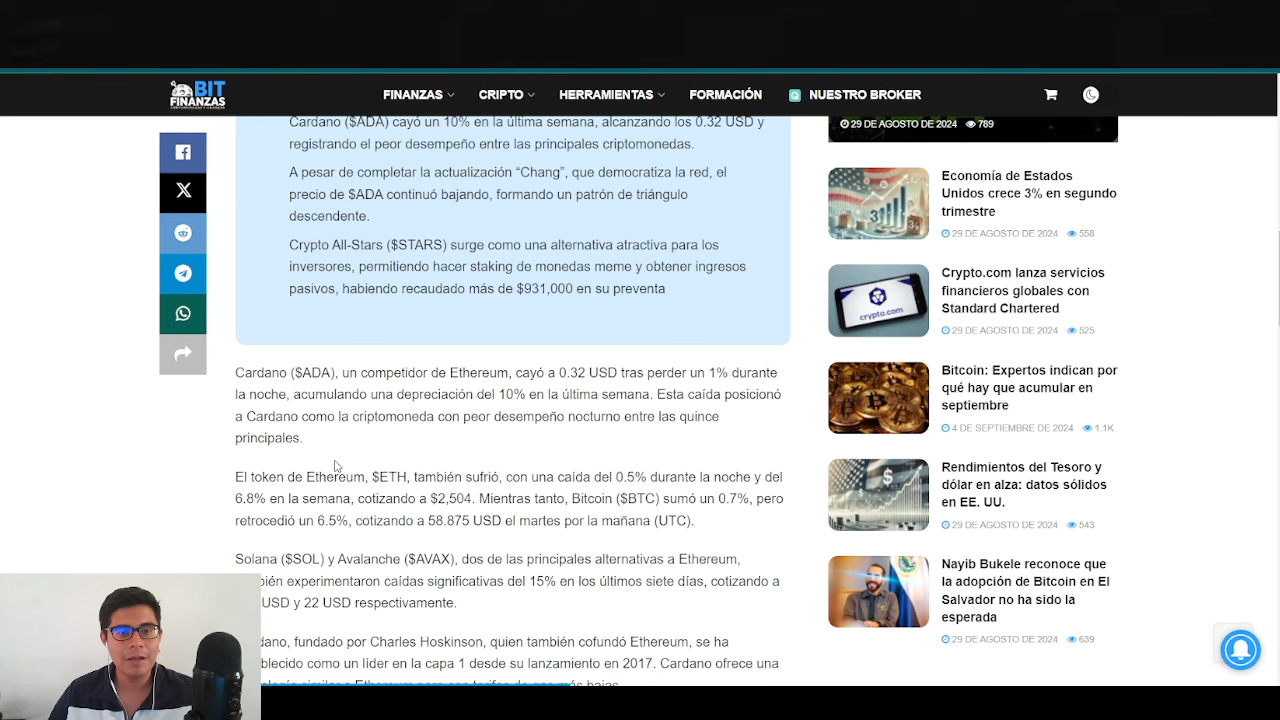 BIT
FINANZAS
FINANZAS
CRIPTO
HERRAMIENTAS
FORMACIÓN
NUESTRO BROKER
Cardano ($ADA) cayó un 10% en la última semana, alcanzando los 0.32 USD y
registrando el peor desempeño entre las principales criptomonedas.
A pesar de completar la actualización “Chang”, que democratiza la red, el
precio de $ADA continuó bajando, formando un patrón de triángulo
descendente.
Crypto All-Stars ($STARS) surge como una alternativa atractiva para los
inversores, permitiendo hacer staking de monedas meme y obtener ingresos
pasivos, habiendo recaudado más de $931,000 en su preventa
Cardano ($ADA), un competidor de Ethereum, cayó a 0.32 USD tras perder un 1% durante
la noche, acumulando una depreciación del 10% en la última semana. Esta caída posicionó
a Cardano como la criptomoneda con peor desempeño nocturno entre las quince
principales.
El token de Ethereum, $ETH, también sufrió, con una caída del 0.5% durante la noche y del
6.8% en la semana, cotizando a $2,504. Mientras tanto, Bitcoin ($BTC) sumó un 0.7%, pero
retrocedió un 6.5%, cotizando a 58.875 USD el martes por la mañana (UTC).
Solana ($SOL) y Avalanche ($AVAX), dos de las principales alternativas a Ethereum,
bién experimentaron caídas significativas del 15% en los últimos siete días, cotizando a
USD y 22 USD respectivamente.
dano, fundado por Charles Hoskinson, quien también cofundó Ethereum, se ha
blecido como un líder en la capa 1 desde su lanzamiento en 2017. Cardano ofrece una
similar a Ethereum pero con tarifas de gas más bajas
29 DE AGOSTO DE 2024 789
Economía de Estados
Unidos crece 3% en segundo
trimestre
29 DE AGOSTO DE 2024 558
Crypto.com lanza servicios
financieros globales con
Standard Chartered
29 DE AGOSTO DE 2024 525
crypto.com
Bitcoin: Expertos indican por
qué hay que acumular en
septiembre
4 DE SEPTIEMBRE DE 2024 1.1K
Rendimientos del Tesoro y
dólar en alza: datos sólidos
en EE. UU.
29 DE AGOSTO DE 2024 543
Nayib Bukele reconoce que
la adopción de Bitcoin en El
Salvador no ha sido la
esperada
29 DE AGOSTO DE 2024 639